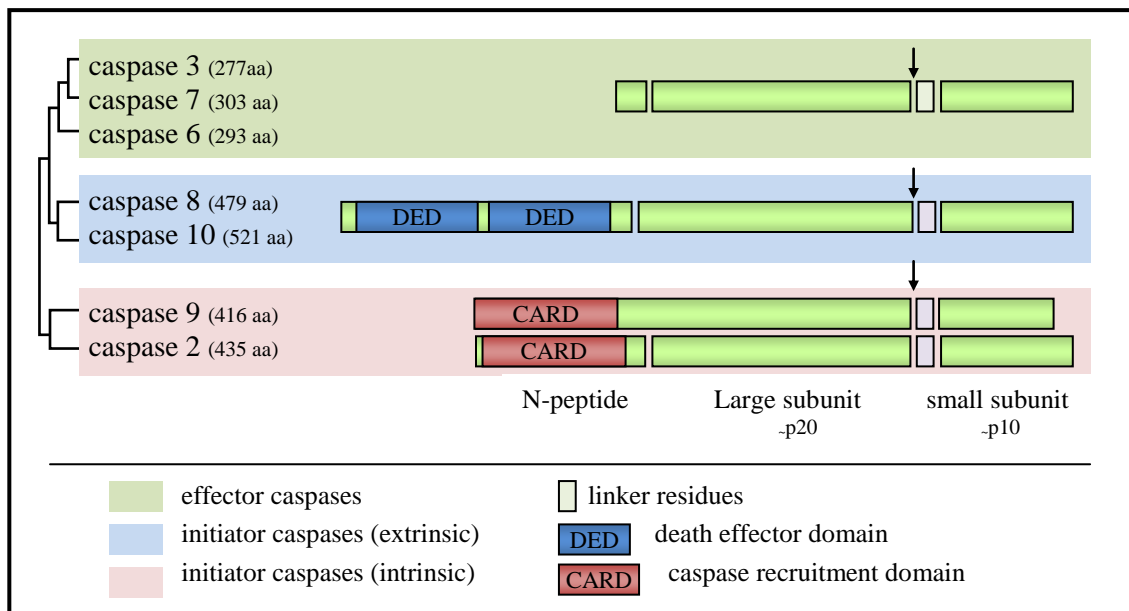 caspase 3 (277aa)
caspase 7 (303 aa)
caspase 6 (293 aa)
caspase 8 (479 aa)
DED DED
caspase 10 (521 aa)
caspase 9 (416 aa)
CARD
caspase 2 (435 aa)
CARD
N-peptide Large subunit small subunit
~p20 ~p10
effector caspases linker residues
initiator caspases (extrinsic) DED death effector domain
initiator caspases (intrinsic) CARD caspase recruitment domain